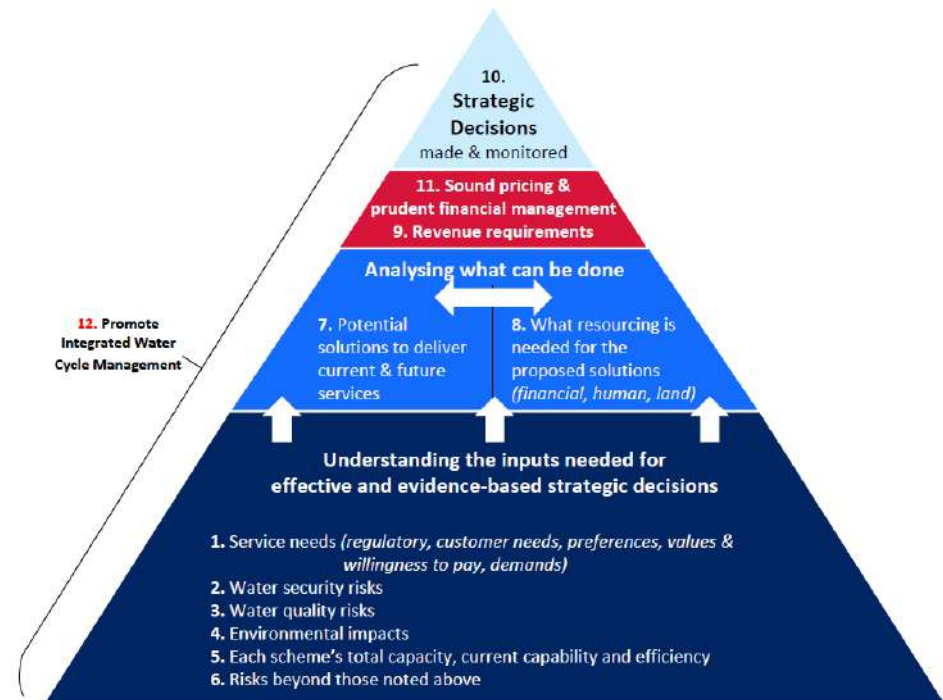 10.
Strategic
Decisions
made & monitored
11. Sound pricing &
prudent financial management
9. Revenue requirements
Analysing what can be done
7. Potential
solutions to deliver
current & future
services
8. What resourcing is
needed for the
proposed solutions
(financial, human, land)
12. Promote
Integrated Water
Cycle Management
Understanding the inputs needed for
effective and evidence-based strategic decisions
1. Service needs (regulatory, customer needs, preferences, values &
willingness to pay, demands)
2. Water security risks
3. Water quality risks
4. Environmental impacts
5. Each scheme's total capacity, current capability and efficiency
6. Risks beyond those noted above